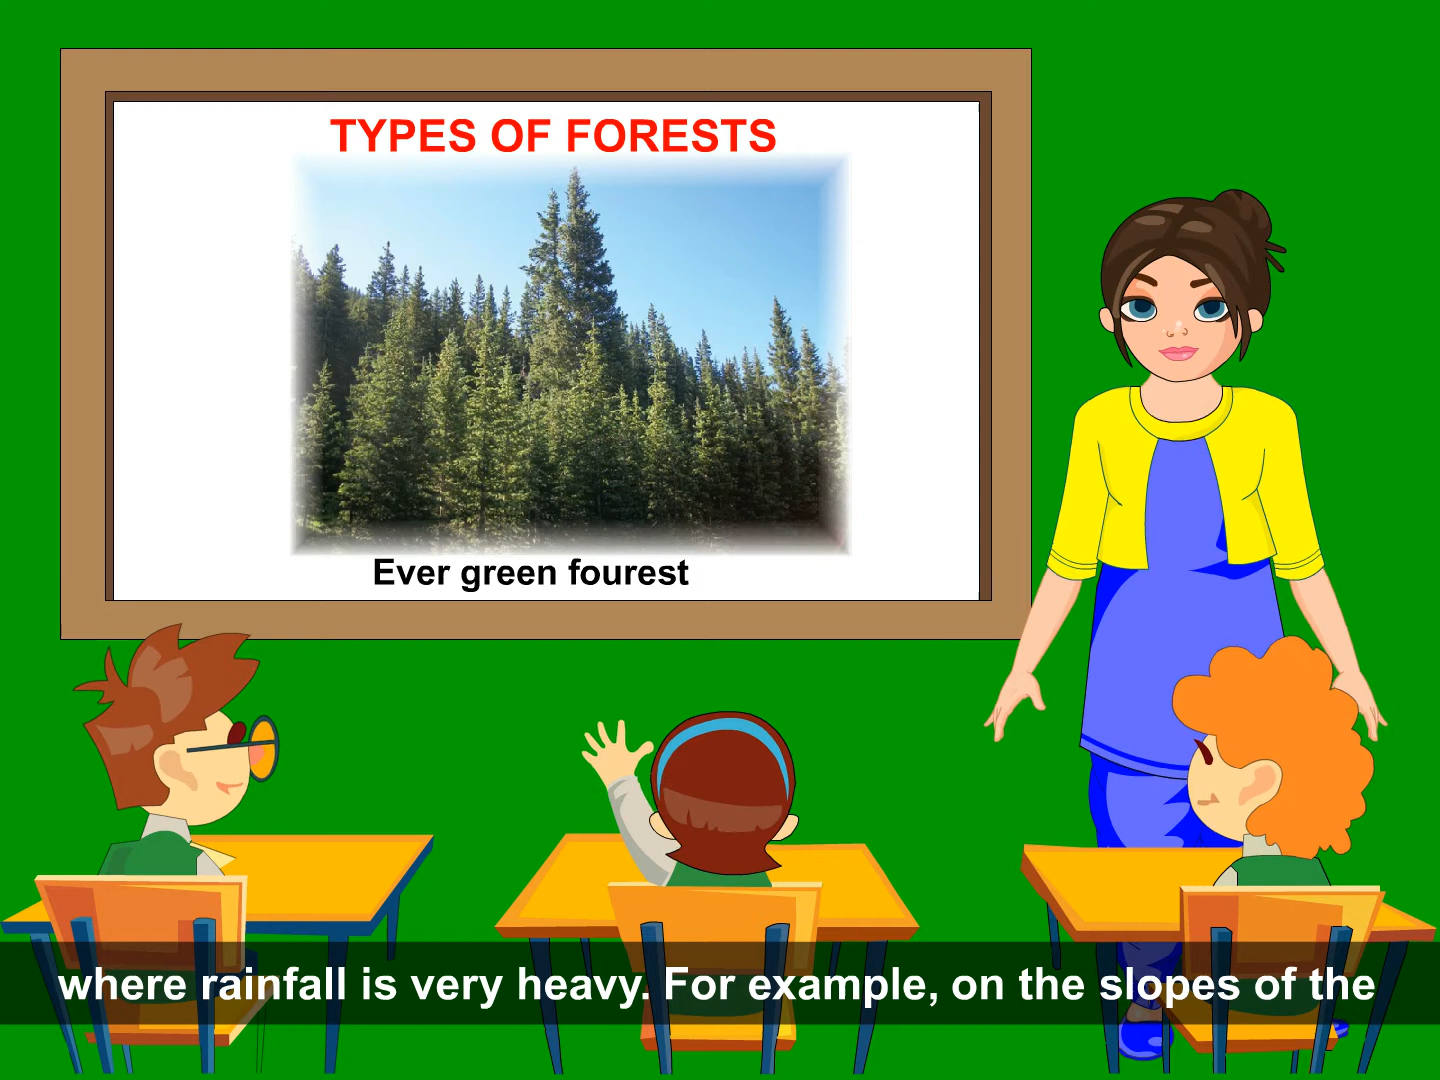 TYPES OF FORESTS
Ever green fourest
where rainfall is very heavy. For example, on the slopes of the